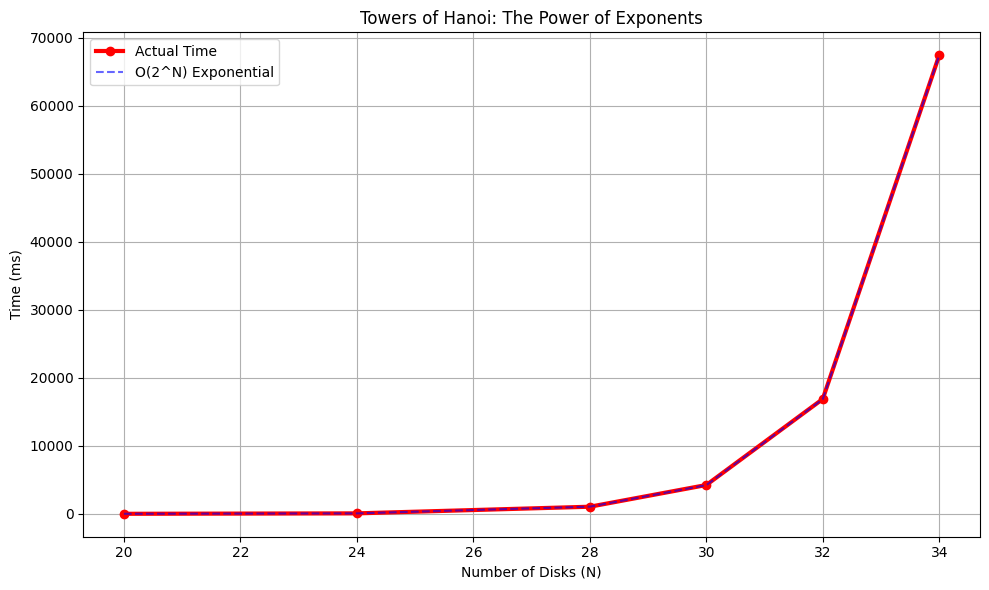 Towers of Hanoi: The Power of Exponents
Actual Time
O(2^N) Exponential
70000
60000
50000
40000
30000
20000
10000
0
Time (ms)
20 22 24 26 28 30 32 34
Number of Disks (N)